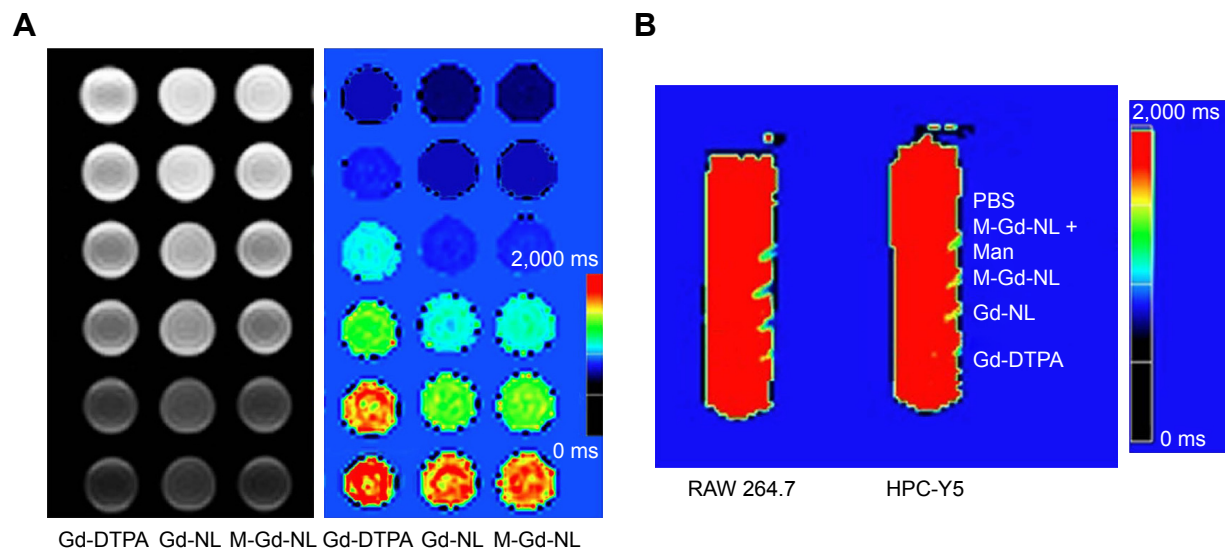 A
B
2,000 ms
0 ms
Gd-DTPA Gd-NL M-Gd-NL Gd-DTPA Gd-NL M-Gd-NL
PBS
M-Gd-NL +
Man
M-Gd-NL
Gd-NL
Gd-DTPA
2,000 ms
0 ms
RAW 264.7 HPC-Y5